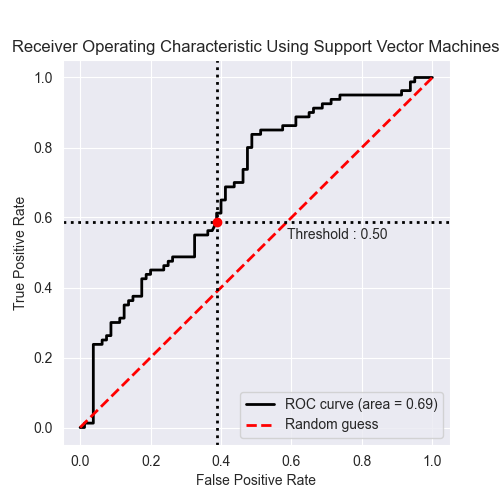 Receiver Operating Characteristic Using Support Vector Machines
1.0
0.8
0.6
0.4
0.2
0.0
True Positive Rate
Threshold : 0.50
ROC curve (area = 0.69)
Random guess
0.0 0.2 0.4 0.6 0.8 1.0
False Positive Rate